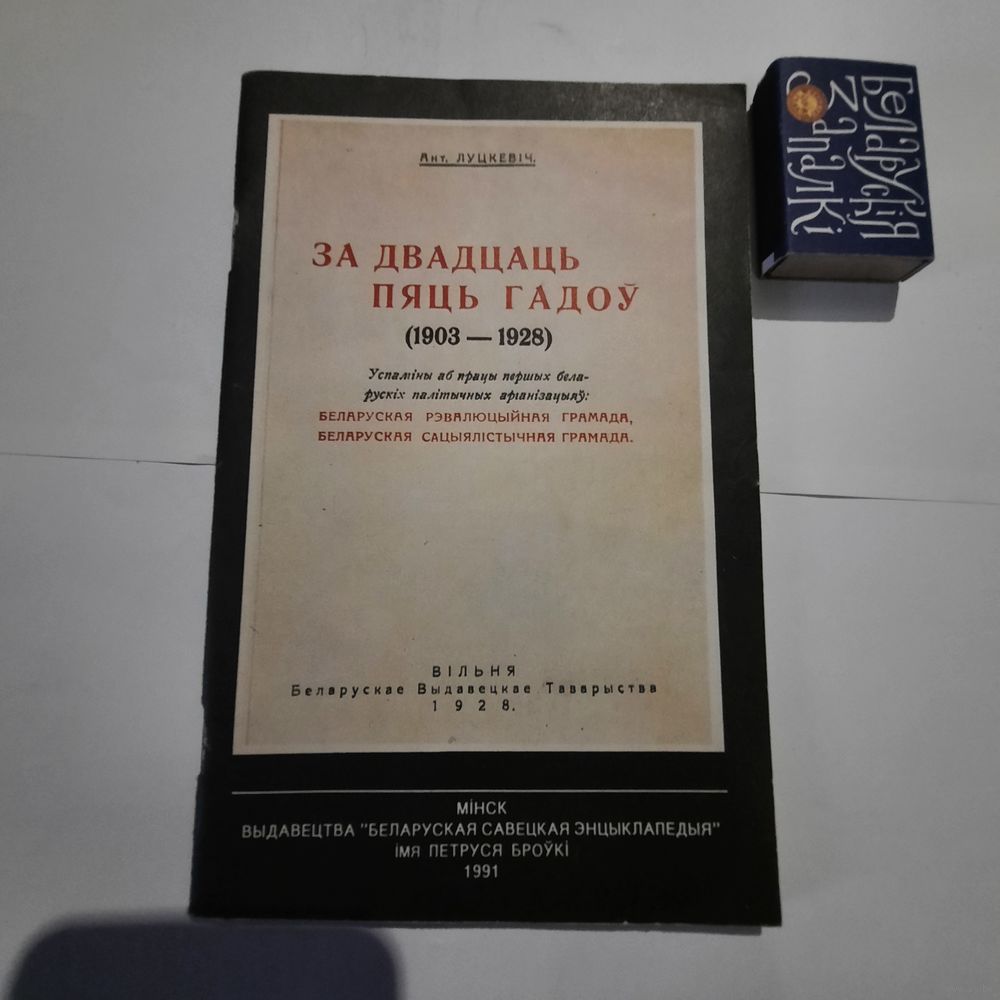 Ант. ЛУЦКЕВІЧ.
ЗА ДВАДЦАЦЬ
ПЯЦЬ ГАДОЎ
(1903 — 1928)
Успаміны аб працы першых бела-
рускіх палітычных арганізацыяў:
БЕЛАРУСКАЯ РЭВАЛЮЦЫЙНАЯ ГРАМАДА,
БЕЛАРУСКАЯ САЦЫЯЛІСТЫЧНАЯ ГРАМАДА.
ВІЛЬНЯ
Беларускае Выдавецкае Таварыства
1928.
МІНСК
ВЫДАВЕЦТВА "БЕЛАРУСКАЯ САВЕЦКАЯ ЭНЦЫКЛАПЕДЫЯ"
ІМЯ ПЕТРУСЯ БРОЎКІ
1991
Беларускія
Zапалкі